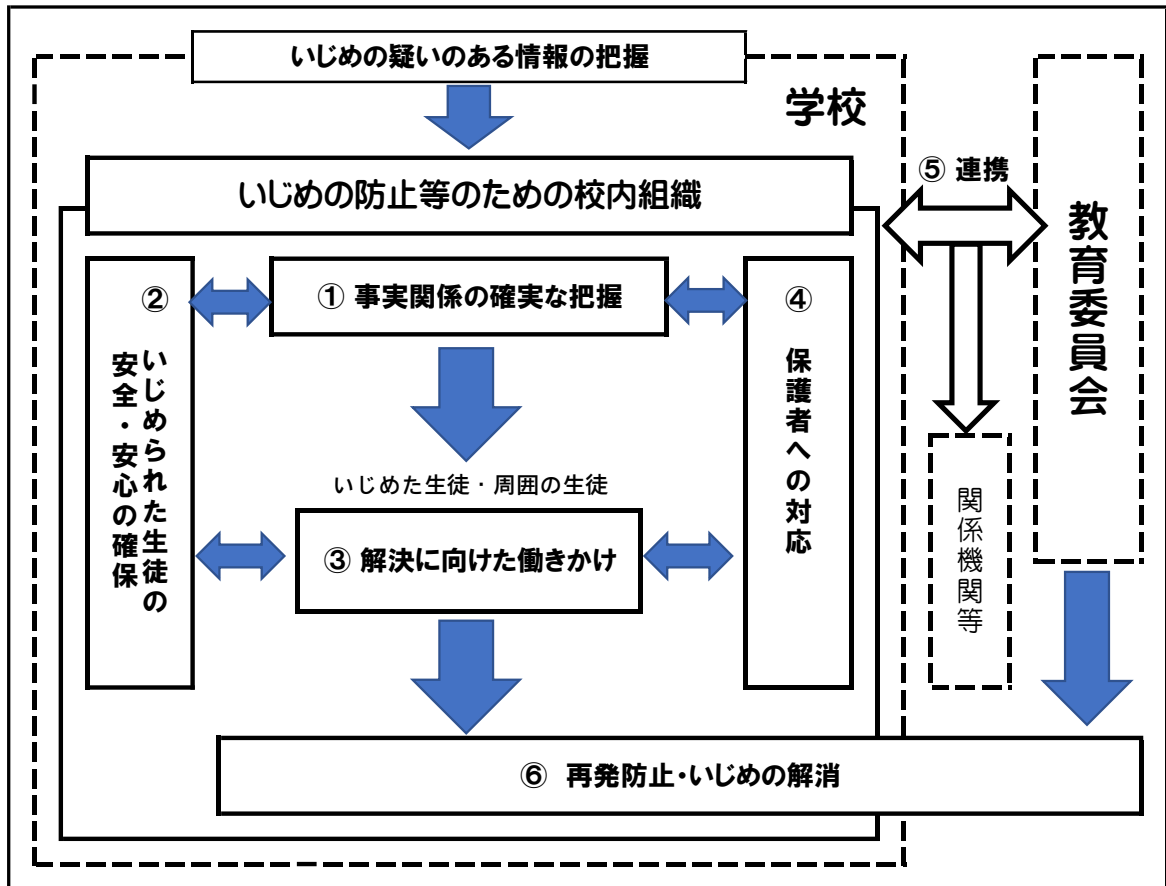 いじめの疑いのある情報の把握
学校
いじめの防止等のための校内組織
⑤ 連携
教育委員会
②
いじめられた生徒の
安全・安心の確保
① 事実関係の確実な把握
④
保護者への対応
いじめた生徒・周囲の生徒
③ 解決に向けた働きかけ
関係機関等
⑥ 再発防止・いじめの解消